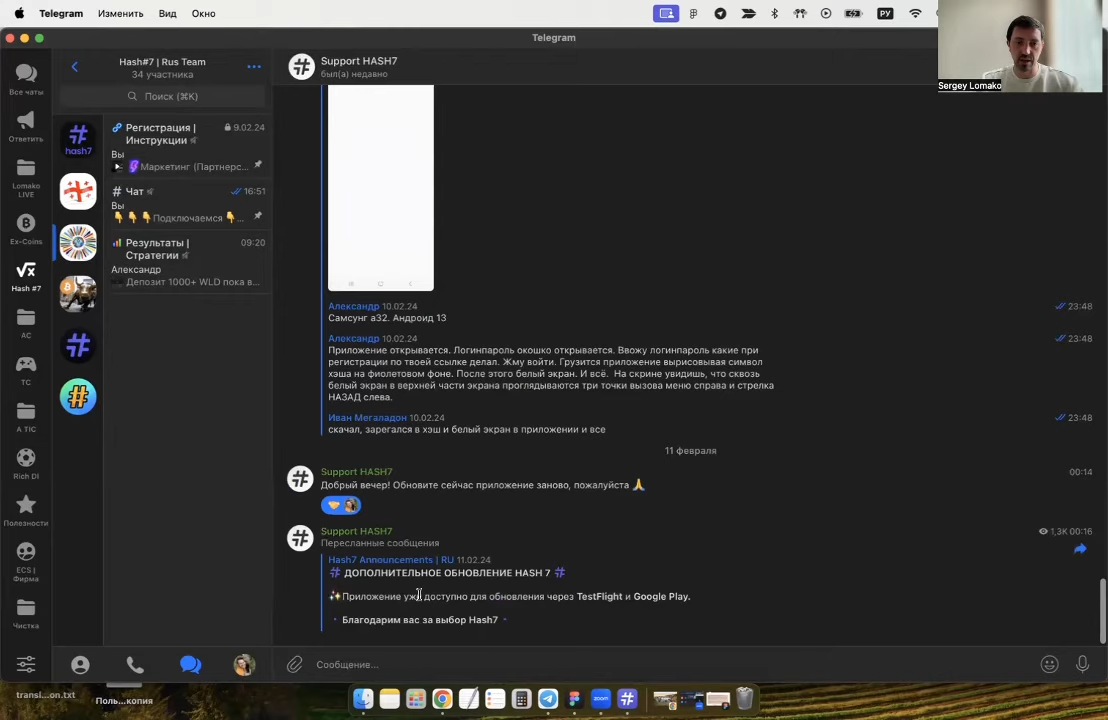 Telegram Изменить Вид Окно
РУ
Telegram
Sergey Lomako
Все чаты
Ответить
Lomako
LIVE
Ex-Coins
Hash #7
AC
TC
A TIC
Rich Di
Полезности
ECS |
Фирма
Чистка
Hash#7 | Rus Team
34 участника
Поиск (⌘K)
hash7
Регистрация |
Инструкции
9.02.24
Вы
Маркетинг (Партнерс...
# Чат
16:51
Вы
👇👇👇Подключаемся👇...
Результаты |
Стратегии
09:20
Александр
Депозит 1000+ WLD пока в...
Support HASH7
был(а) недавно
Александр 10.02.24
23:48
Самсунг а32. Андроид 13
Александр 10.02.24
23:48
Приложение открывается. Логинпароль окошко открывается. Ввожу логинпароль какие при
регистрации по твоей ссылке делал. Жму войти. Грузится приложение вырисовывая символ
хэша на фиолетовом фоне. После этого белый экран. И всё. На скрине увидишь, что сквозь
белый экран в верхней части экрана проглядываются три точки вызова меню справа и стрелка
НАЗАД слева.
Иван Мегаладон 10.02.24
23:48
скачал, зарегался в хэш и белый экран в приложении и все
11 февраля
Support HASH7
00:14
Добрый вечер! Обновите сейчас приложение заново, пожалуйста 🙏
Support HASH7
1,3K 00:16
Пересланные сообщения
Hash7 Announcements | RU 11.02.24
# ДОПОЛНИТЕЛЬНОЕ ОБНОВЛЕНИЕ HASH 7 #
✨Приложение уже доступно для обновления через TestFlight и Google Play.
Благодарим вас за выбор Hash7
Сообщение...
transl...on.txt
Поль...копия
zoom